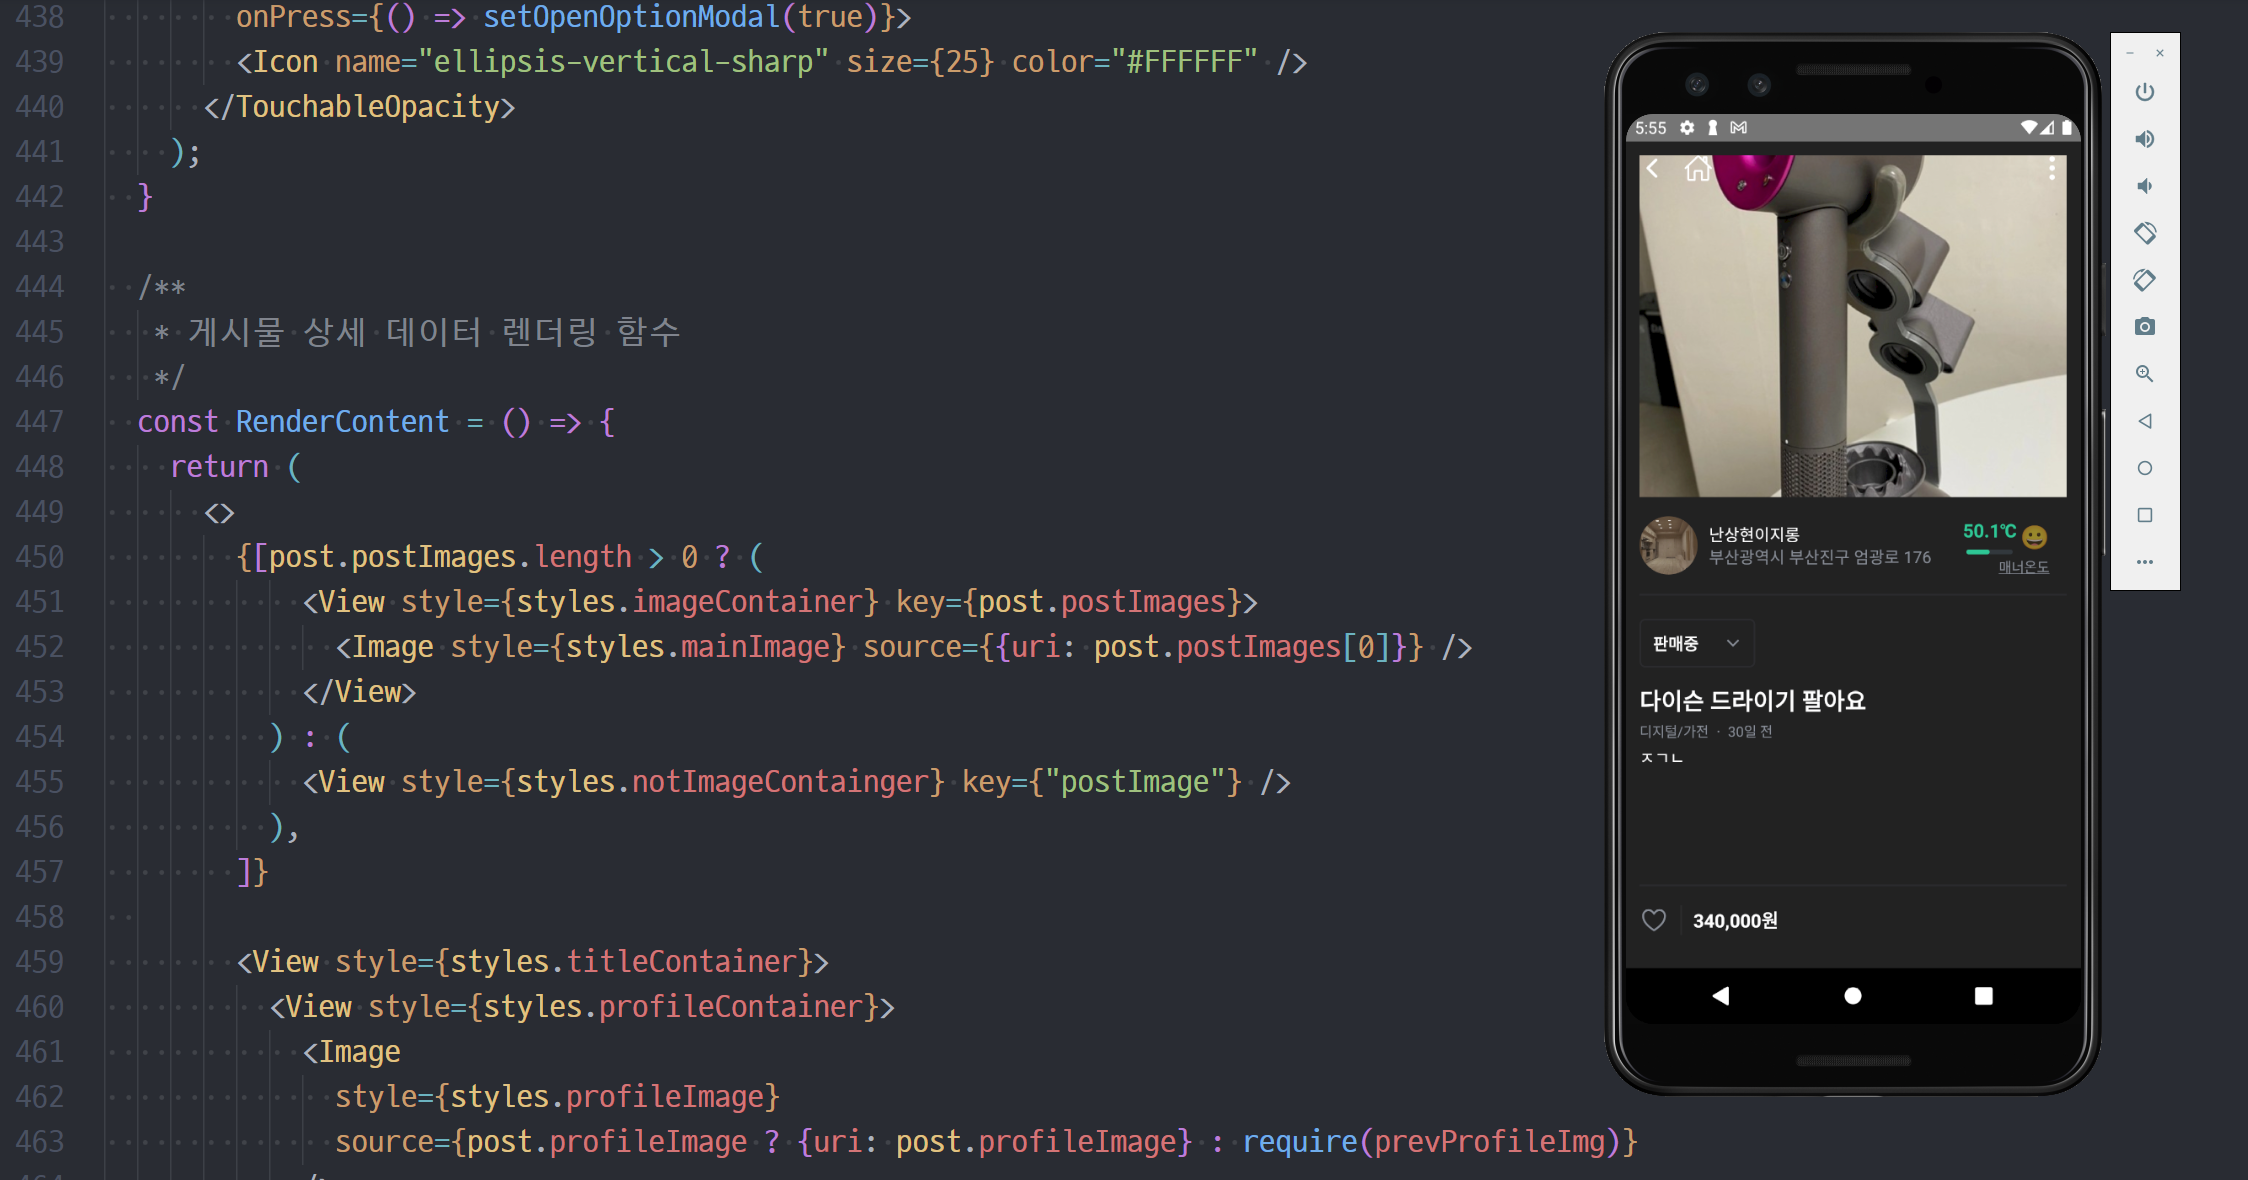 438 onPress={() => setOpenOptionModal(true)}>
439 <Icon name="ellipsis-vertical-sharp" size={25} color="#FFFFFF" />
440 </TouchableOpacity>
441 );
442 }
443
444 /**
445 * 게시물 상세 데이터 렌더링 함수
446 */
447 const RenderContent = () => {
448 return (
449 <>
450 {[post.postImages.length > 0 ? (
451 <View style={styles.imageContainer} key={post.postImages}>
452 <Image style={styles.mainImage} source={{uri: post.postImages[0]}} />
453 </View>
454 ) : (
455 <View style={styles.notImageContainger} key={"postImage"} />
456 ),
457 ]}
458
459 <View style={styles.titleContainer}>
460 <View style={styles.profileContainer}>
461 <Image
462 style={styles.profileImage}
463 source={post.profileImage ? {uri: post.profileImage} : require(prevProfileImg)}
5:55
난상현이지롱
부산광역시 부산진구 엄광로 176
50.1℃
매너온도
판매중
다이슨 드라이기 팔아요
디지털/가전 · 30일 전
ㅈㄱㄴ
340,000원